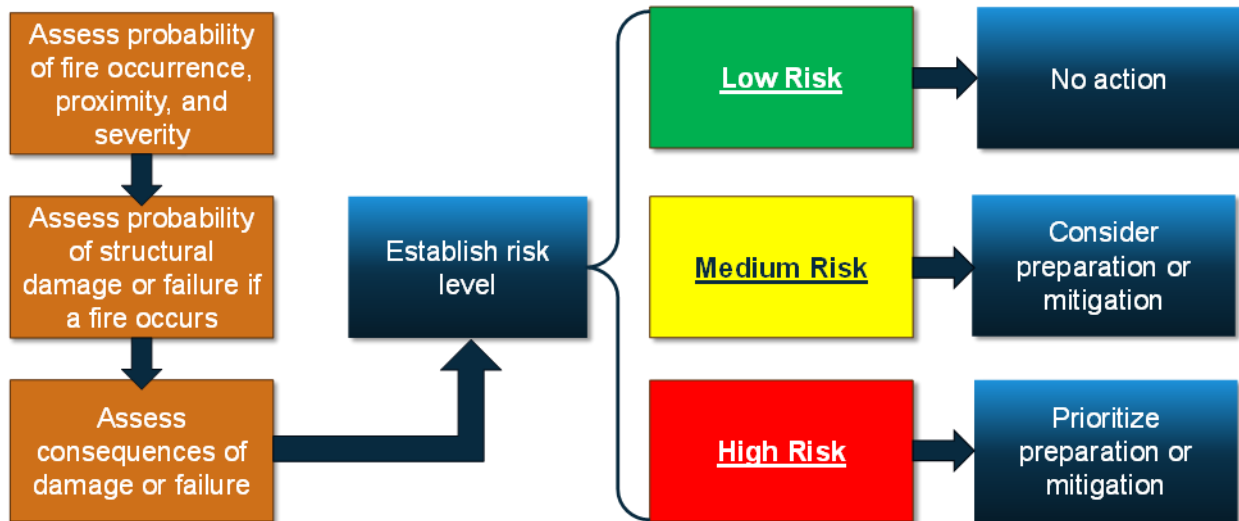 Assess probability
of fire occurrence,
proximity, and
severity
Assess probability
of structural
damage or failure if
a fire occurs
Assess
consequences of
damage or failure
Establish risk
level
Low Risk
No action
Medium Risk
Consider
preparation or
mitigation
High Risk
Prioritize
preparation or
mitigation